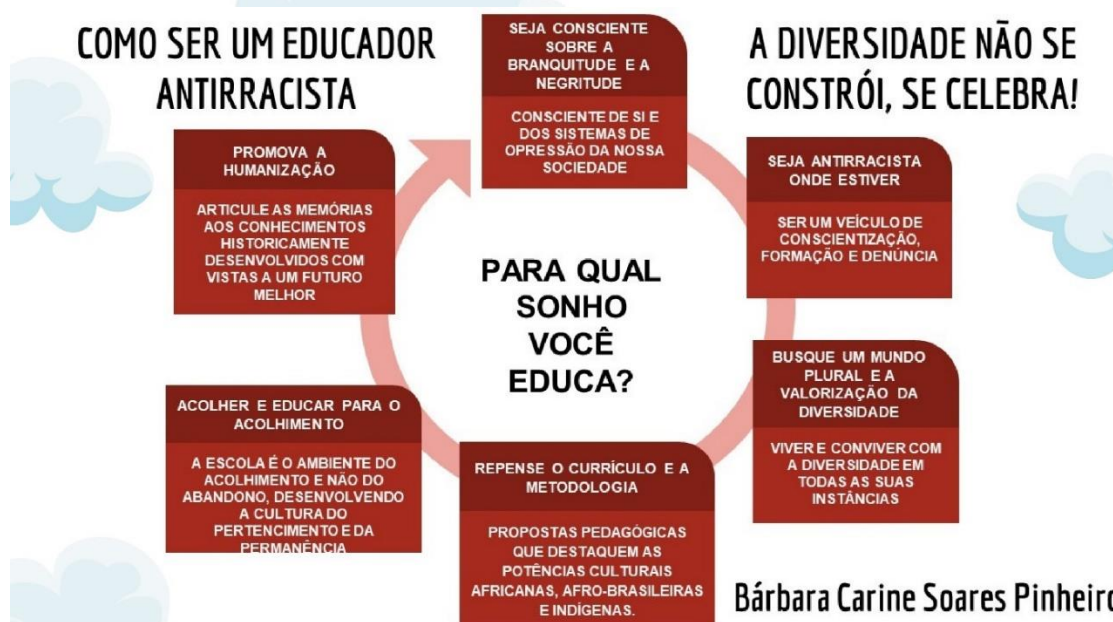 COMO SER UM EDUCADOR
ANTIRRACISTA
A DIVERSIDADE NÃO SE
CONSTRÓI, SE CELEBRA!
SEJA CONSCIENTE
SOBRE A
BRANQUITUDE E A
NEGRITUDE
CONSCIENTE DE SI E
DOS SISTEMAS DE
OPRESSÃO DA NOSSA
SOCIEDADE
SEJA ANTIRRACISTA
ONDE ESTIVER
SER UM VEÍCULO DE
CONSCIENTIZAÇÃO,
FORMAÇÃO E DENÚNCIA
BUSQUE UM MUNDO
PLURAL E A
VALORIZAÇÃO DA
DIVERSIDADE
VIVER E CONVIVER COM
A DIVERSIDADE EM
TODAS AS SUAS
INSTÂNCIAS
REPENSE O CURRÍCULO E A
METODOLOGIA
PROPOSTAS PEDAGÓGICAS
QUE DESTAQUEM AS
POTÊNCIAS CULTURAIS
AFRICANAS, AFRO-BRASILEIRAS
E INDÍGENAS.
ACOLHER E EDUCAR PARA O
ACOLHIMENTO
A ESCOLA É O AMBIENTE DO
ACOLHIMENTO E NÃO DO
ABANDONO, DESENVOLVENDO
A CULTURA DO
PERTENCIMENTO E DA
PERMANÊNCIA
PROMOVA A
HUMANIZAÇÃO
ARTICULE AS MEMÓRIAS
AOS CONHECIMENTOS
HISTORICAMENTE
DESENVOLVIDOS COM
VISTAS A UM FUTURO
MELHOR
PARA QUAL
SONHO
VOCÊ
EDUCA?
Bárbara Carine Soares Pinheiro